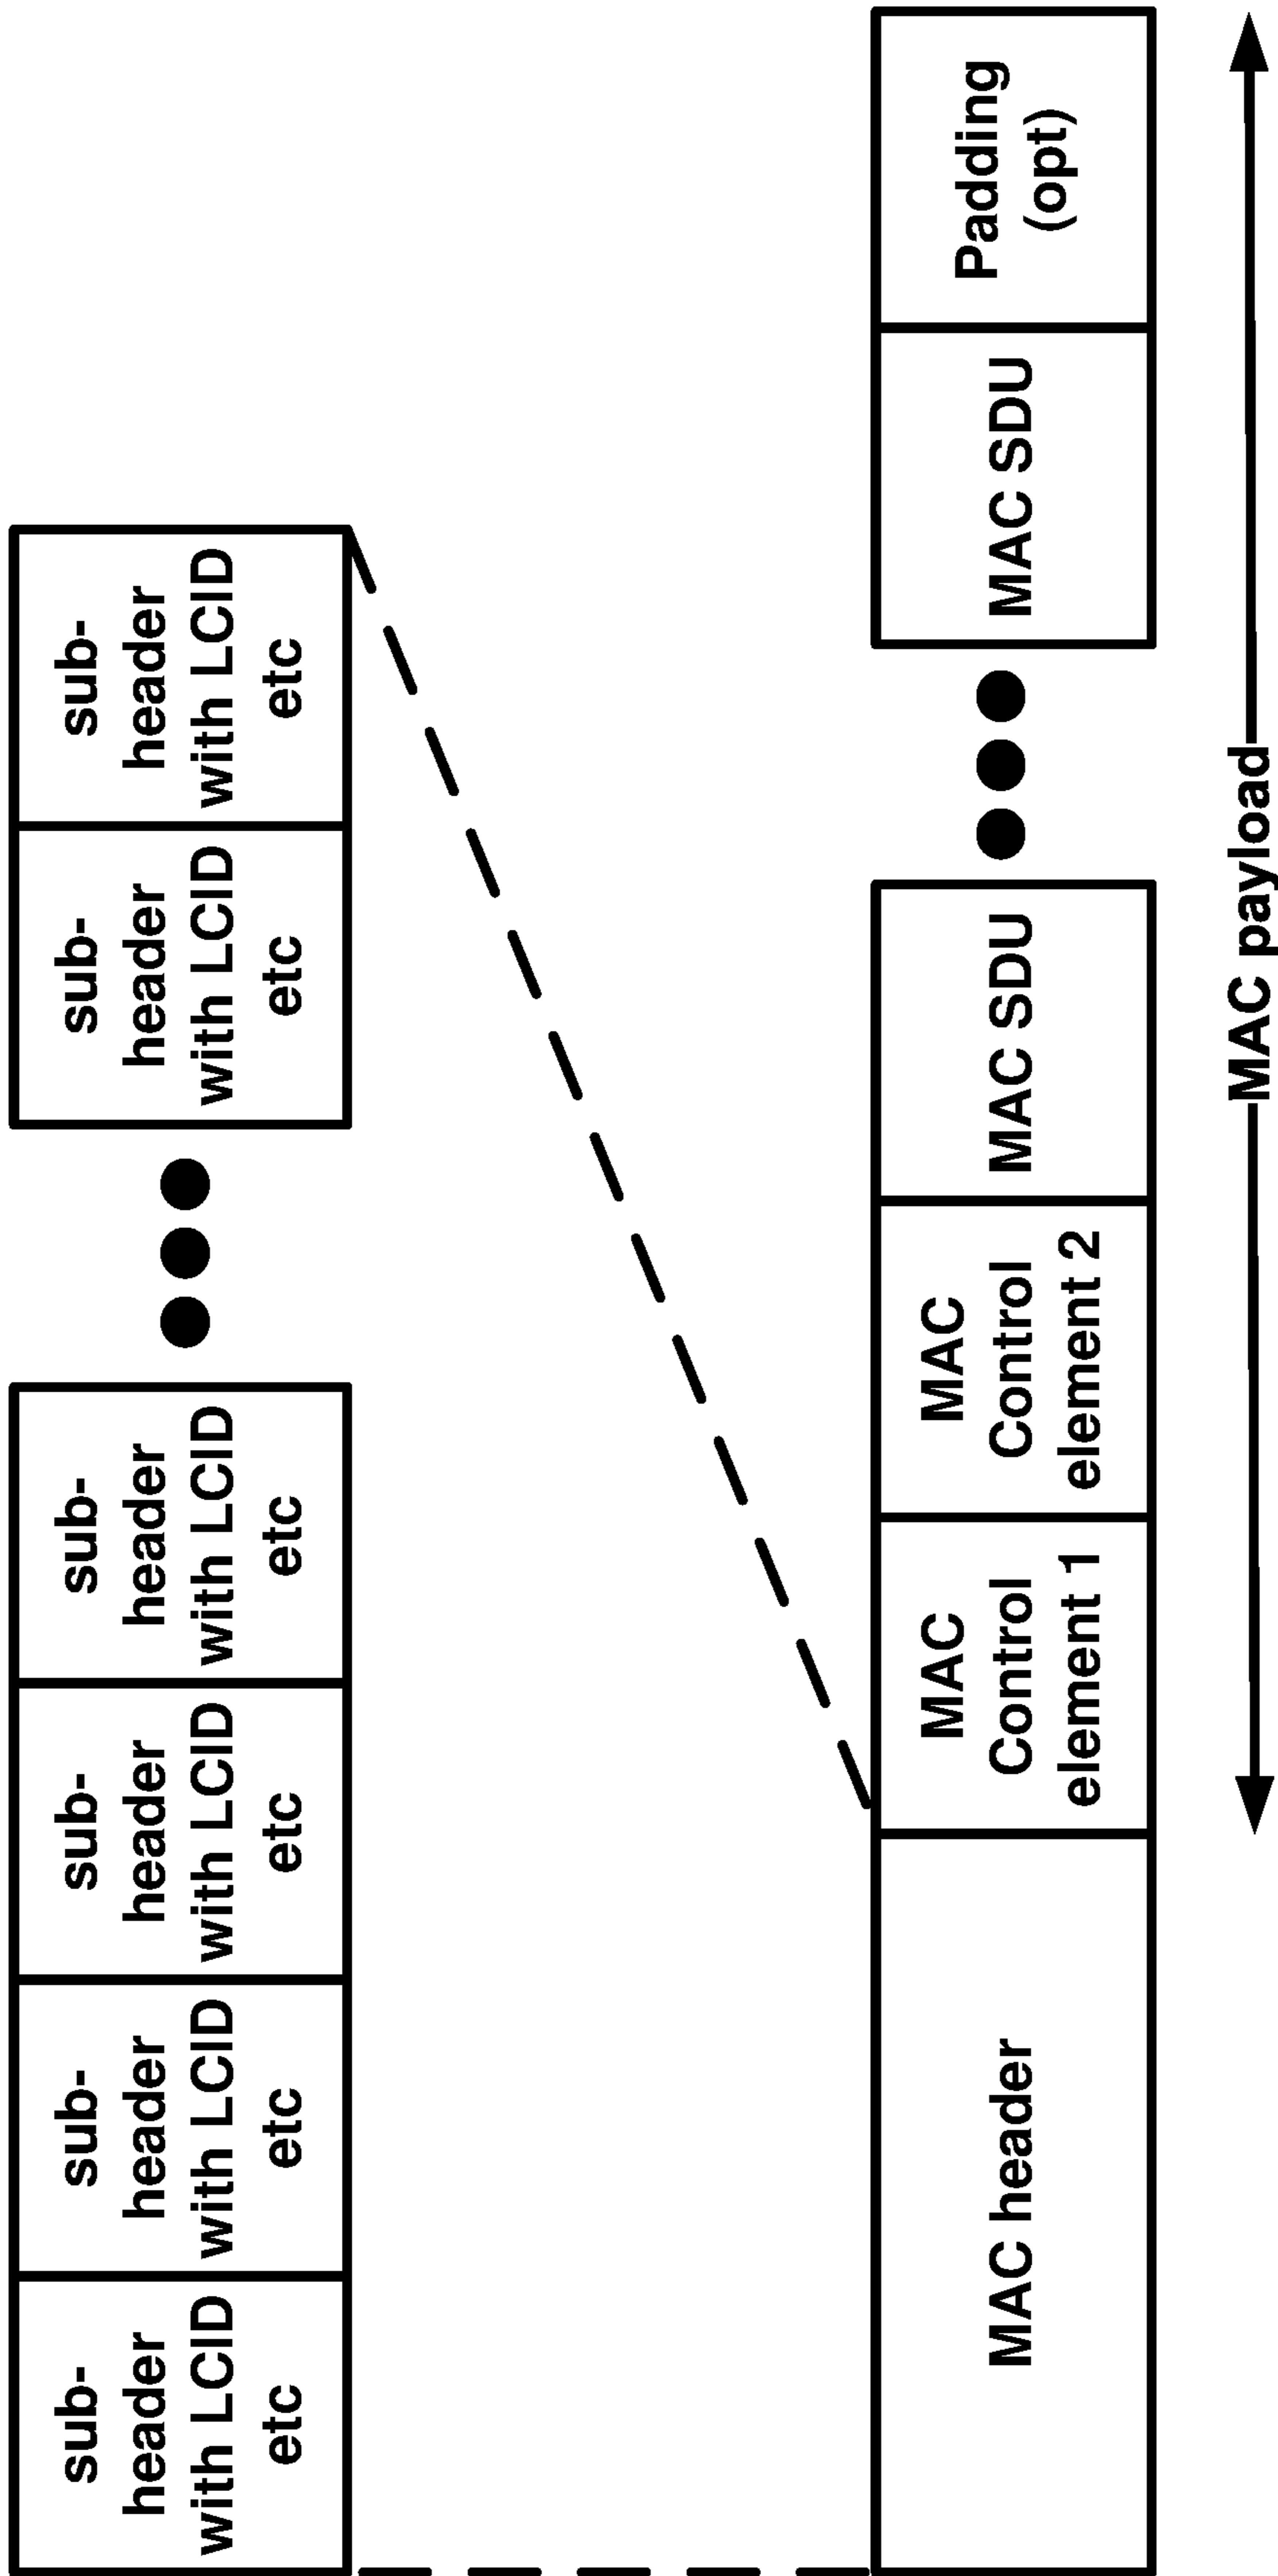 sub-
header
with LCID
etc
sub-
header
with LCID
etc
sub-
header
with LCID
etc
sub-
header
with LCID
etc
sub-
header
with LCID
etc
sub-
header
with LCID
etc
MAC header
MAC
Control
element 1
MAC
Control
element 2
MAC SDU
MAC SDU
Padding
(opt)
MAC payload